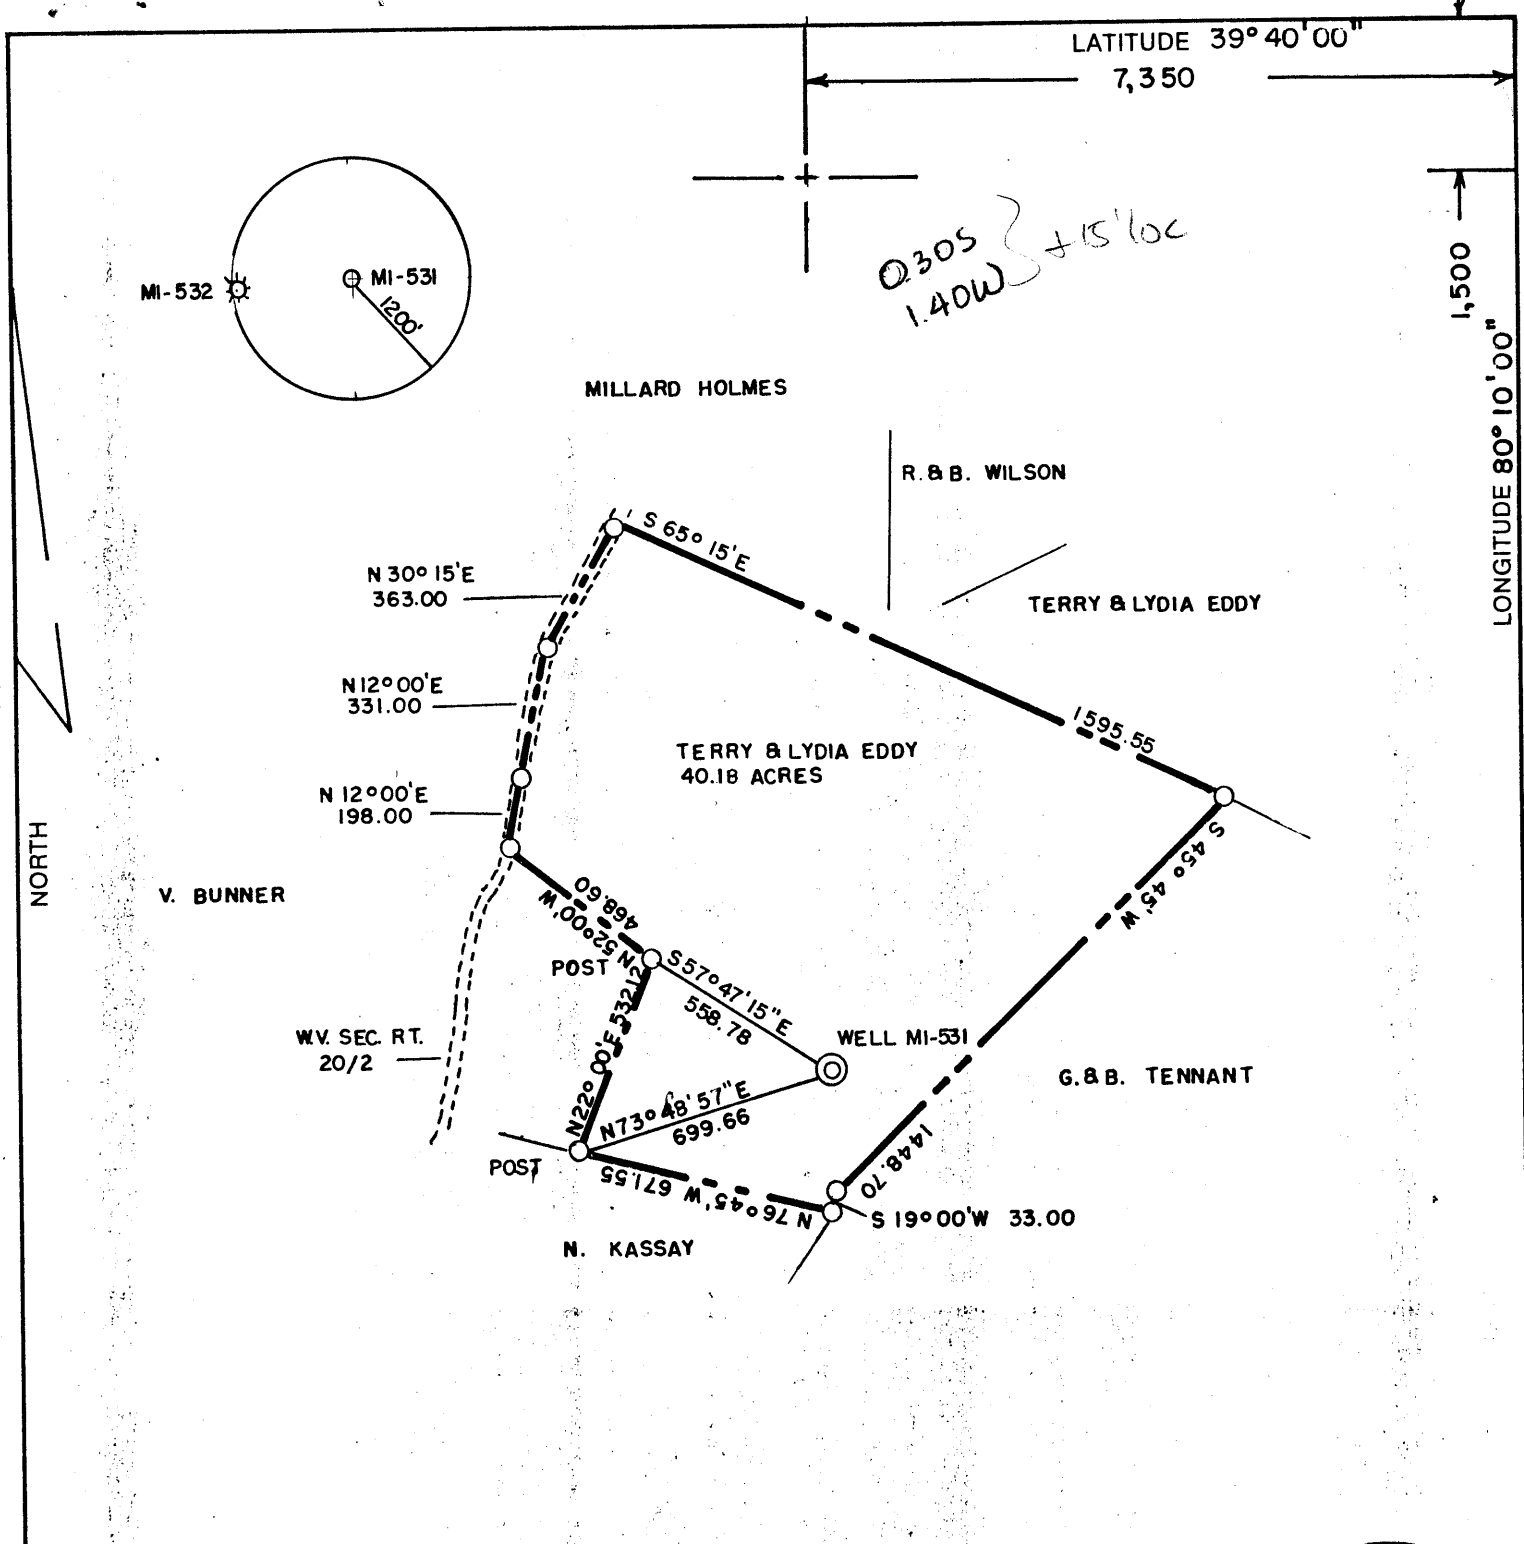 LATITUDE 39°40'00"
7,350
1,500
LONGITUDE 80°10'00"
0.30S
1.40W
} ±15' loc
MI-532
MI-531
1200'
MILLARD HOLMES
R. & B. WILSON
S 65° 15' E
N 30° 15' E
363.00
TERRY & LYDIA EDDY
N 12° 00' E
331.00
1595.55
TERRY & LYDIA EDDY
40.18 ACRES
N 12° 00' E
198.00
NORTH
V. BUNNER
S 45° 45' W
468.60
N 52° 00' W
POST
S 57° 47' 15" E
558.78
N 22° 00' E 532.12
W.V. SEC. RT.
20/2
WELL MI-531
G. & B. TENNANT
N 73° 48' 57" E
699.66
1448.70
POST
N 76° 45' W 671.55
S 19° 00' W 33.00
N. KASSAY